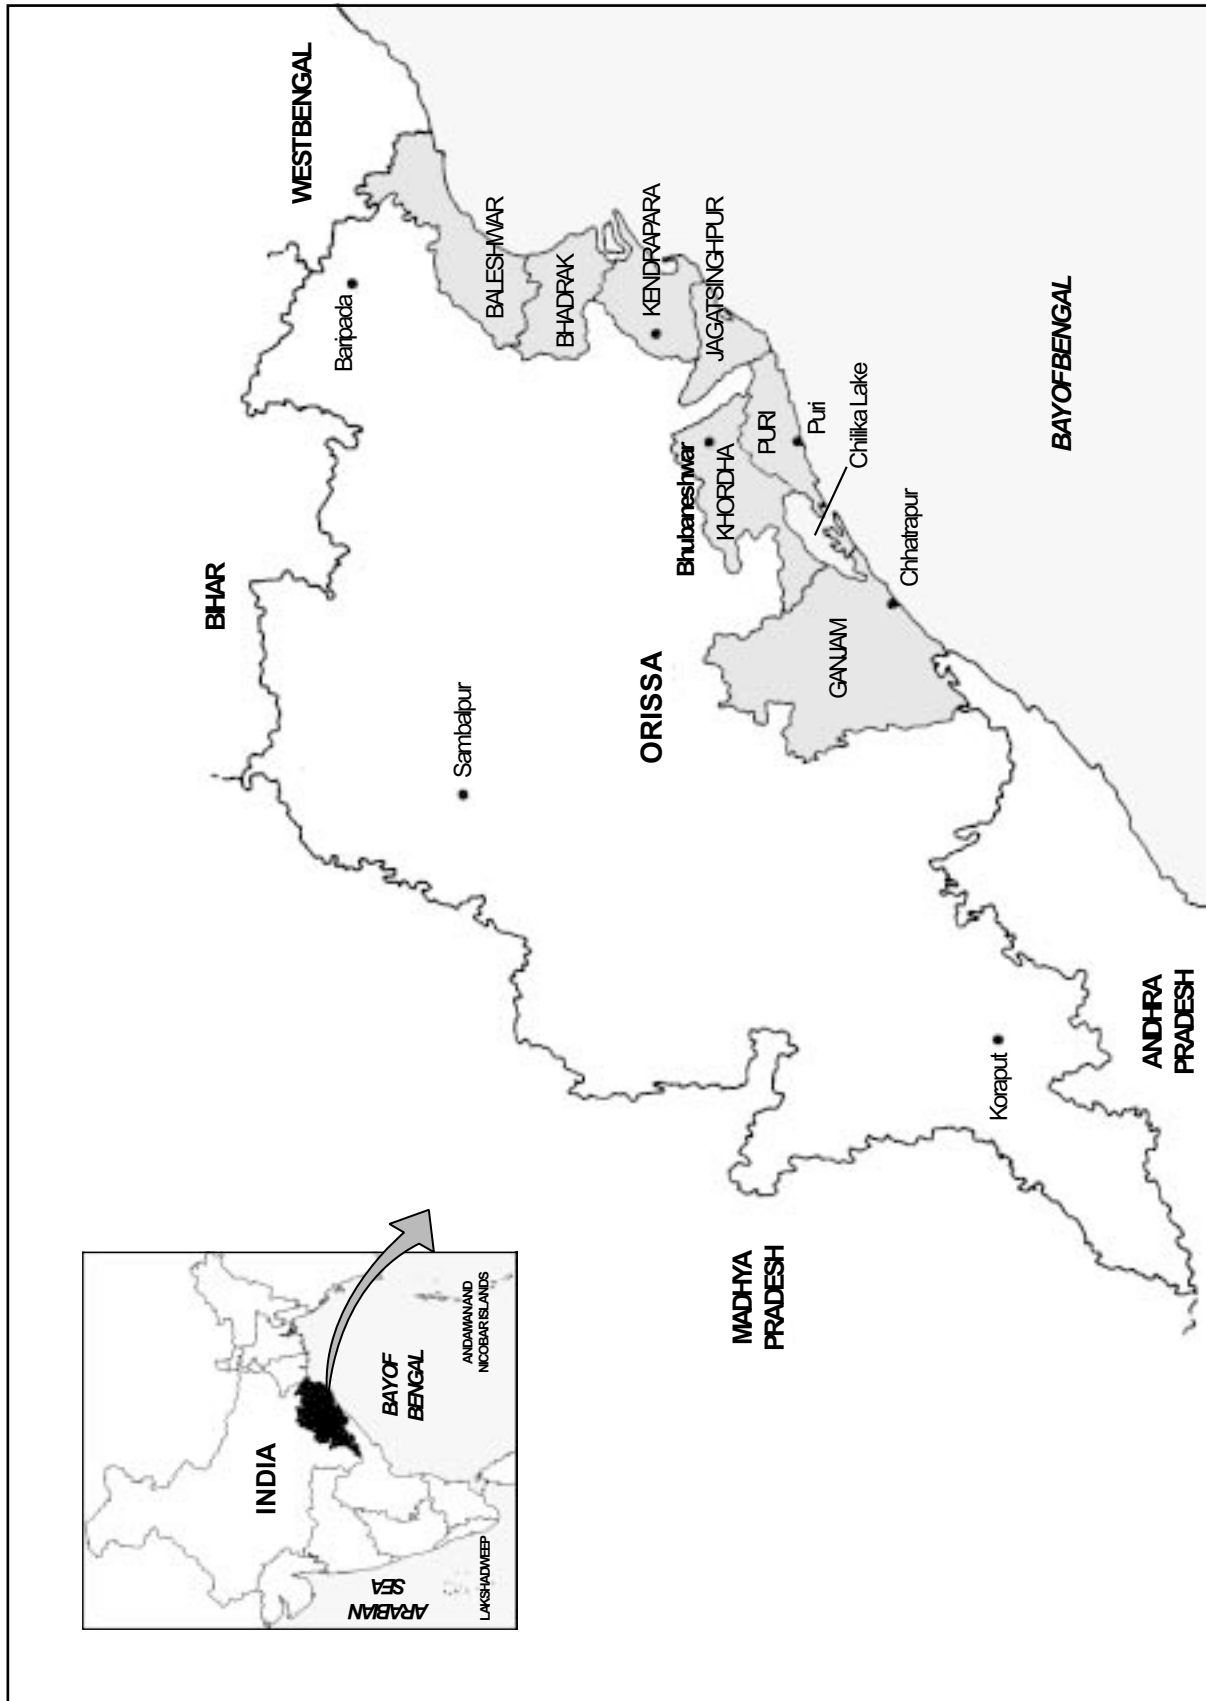 WESTBENGAL
BIHAR
Baripada
BALESHWAR
BHADRAK
KENDRAPARA
JAGATSINGHPUR
Sambalpur
ORISSA
Bhubaneshwar
KHORDHA
PURI
Puri
Chilika Lake
GANJAM
Chhatrapur
BAYOFBENGAL
Koraput
MADHYA
PRADESH
ANDHRA
PRADESH
INDIA
BAYOF
BENGAL
ARABIAN
SEA
LAKSHADWEEP
ANDAMANAND
NICOBARISLANDS